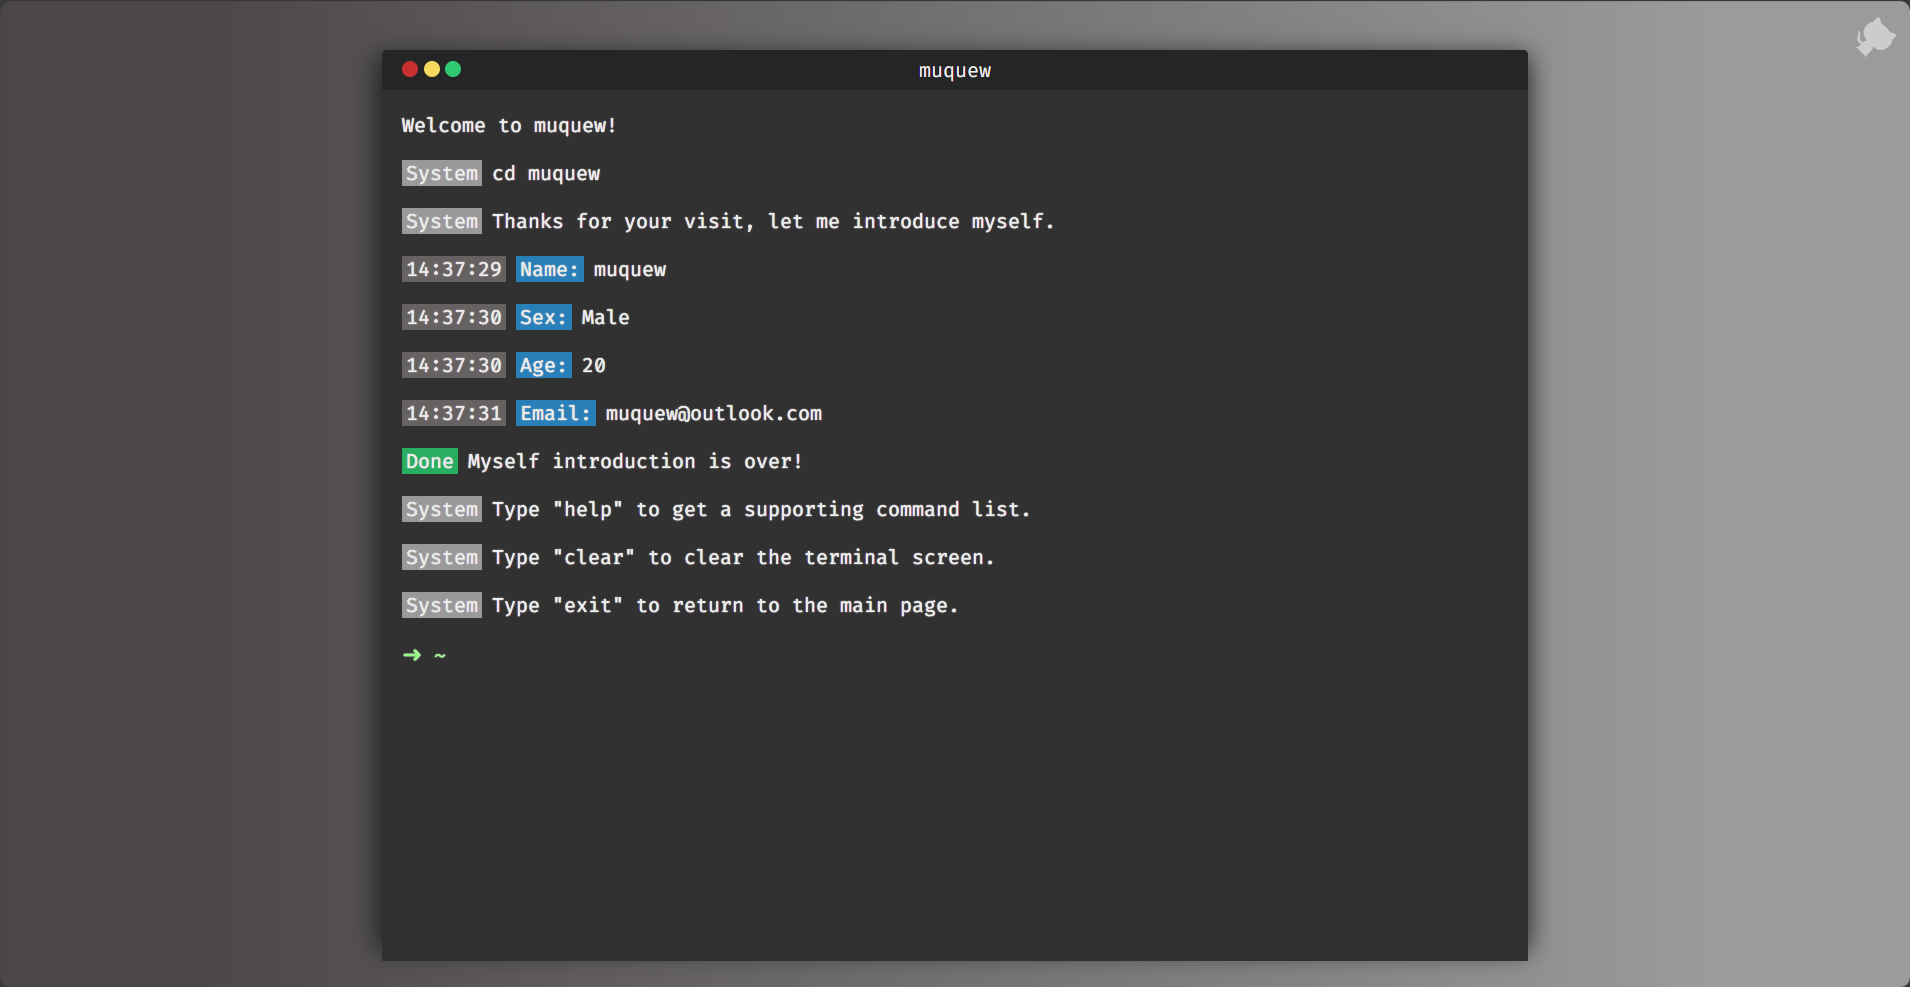 muquew
Welcome to muquew!
System cd muquew
System Thanks for your visit, let me introduce myself.
14:37:29 Name: muquew
14:37:30 Sex: Male
14:37:30 Age: 20
14:37:31 Email: muquew@outlook.com
Done Myself introduction is over!
System Type "help" to get a supporting command list.
System Type "clear" to clear the terminal screen.
System Type "exit" to return to the main page.
➜ ~